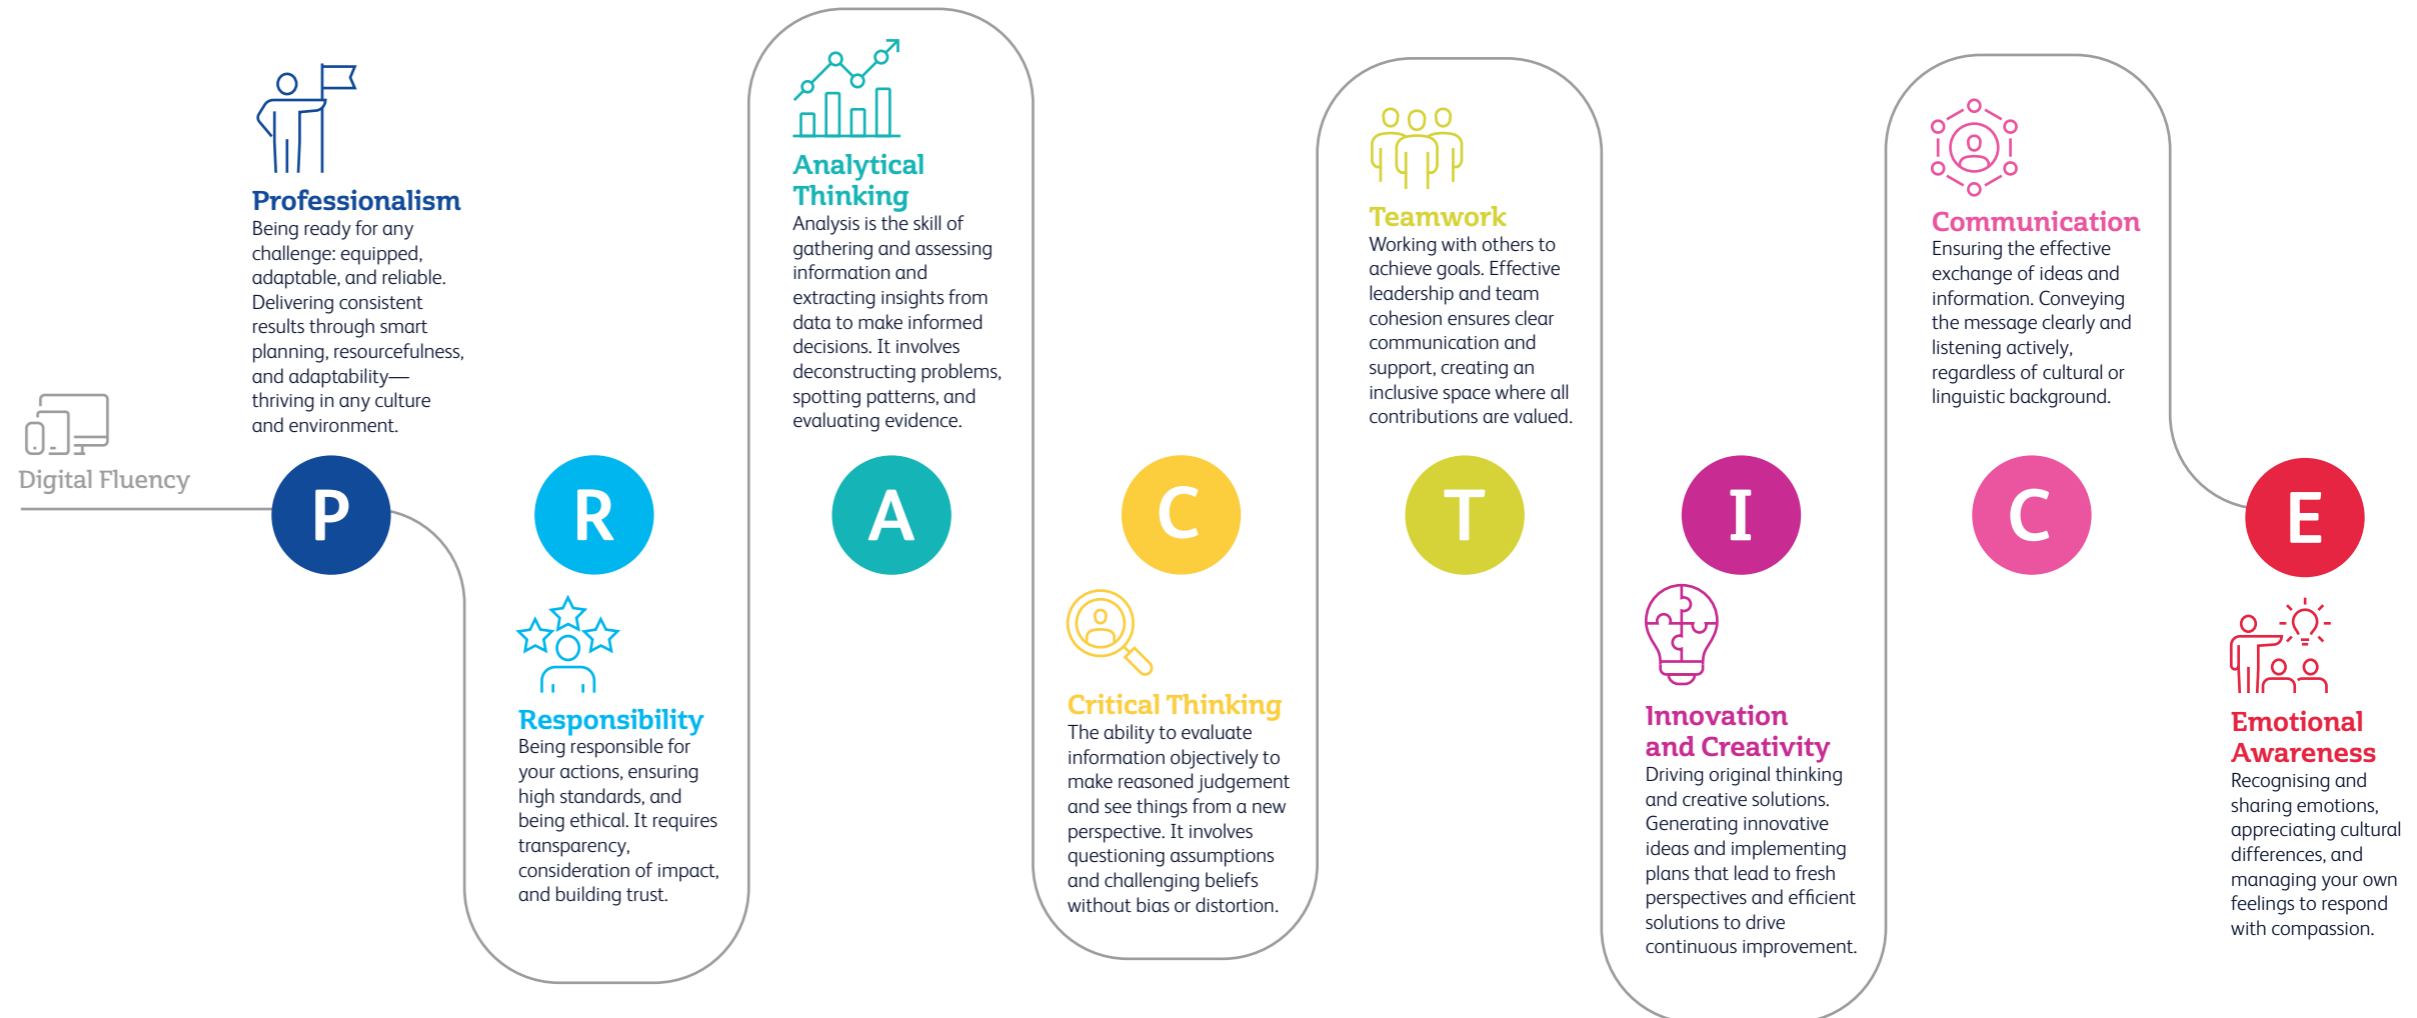 Digital Fluency
P
Professionalism
Being ready for any
challenge: equipped,
adaptable, and reliable.
Delivering consistent
results through smart
planning, resourcefulness,
and adaptability—
thriving in any culture
and environment.
R
Responsibility
Being responsible for
your actions, ensuring
high standards, and
being ethical. It requires
transparency,
consideration of impact,
and building trust.
A
Analytical
Thinking
Analysis is the skill of
gathering and assessing
information and
extracting insights from
data to make informed
decisions. It involves
deconstructing problems,
spotting patterns, and
evaluating evidence.
C
Critical Thinking
The ability to evaluate
information objectively to
make reasoned judgement
and see things from a new
perspective. It involves
questioning assumptions
and challenging beliefs
without bias or distortion.
T
Teamwork
Working with others to
achieve goals. Effective
leadership and team
cohesion ensures clear
communication and
support, creating an
inclusive space where all
contributions are valued.
I
Innovation
and Creativity
Driving original thinking
and creative solutions.
Generating innovative
ideas and implementing
plans that lead to fresh
perspectives and efficient
solutions to drive
continuous improvement.
C
Communication
Ensuring the effective
exchange of ideas and
information. Conveying
the message clearly and
listening actively,
regardless of cultural or
linguistic background.
E
Emotional
Awareness
Recognising and
sharing emotions,
appreciating cultural
differences, and
managing your own
feelings to respond
with compassion.